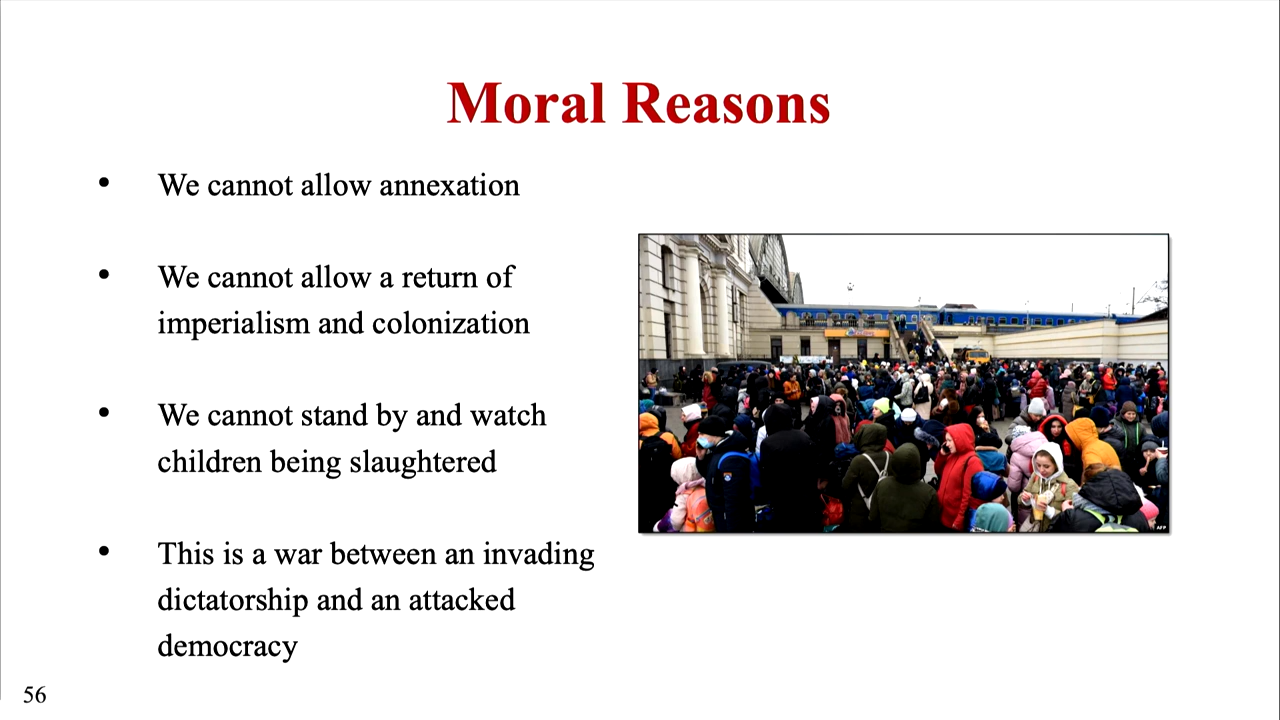 Moral Reasons
• We cannot allow annexation
• We cannot allow a return of
imperialism and colonization
• We cannot stand by and watch
children being slaughtered
• This is a war between an invading
dictatorship and an attacked
democracy
AFP
56